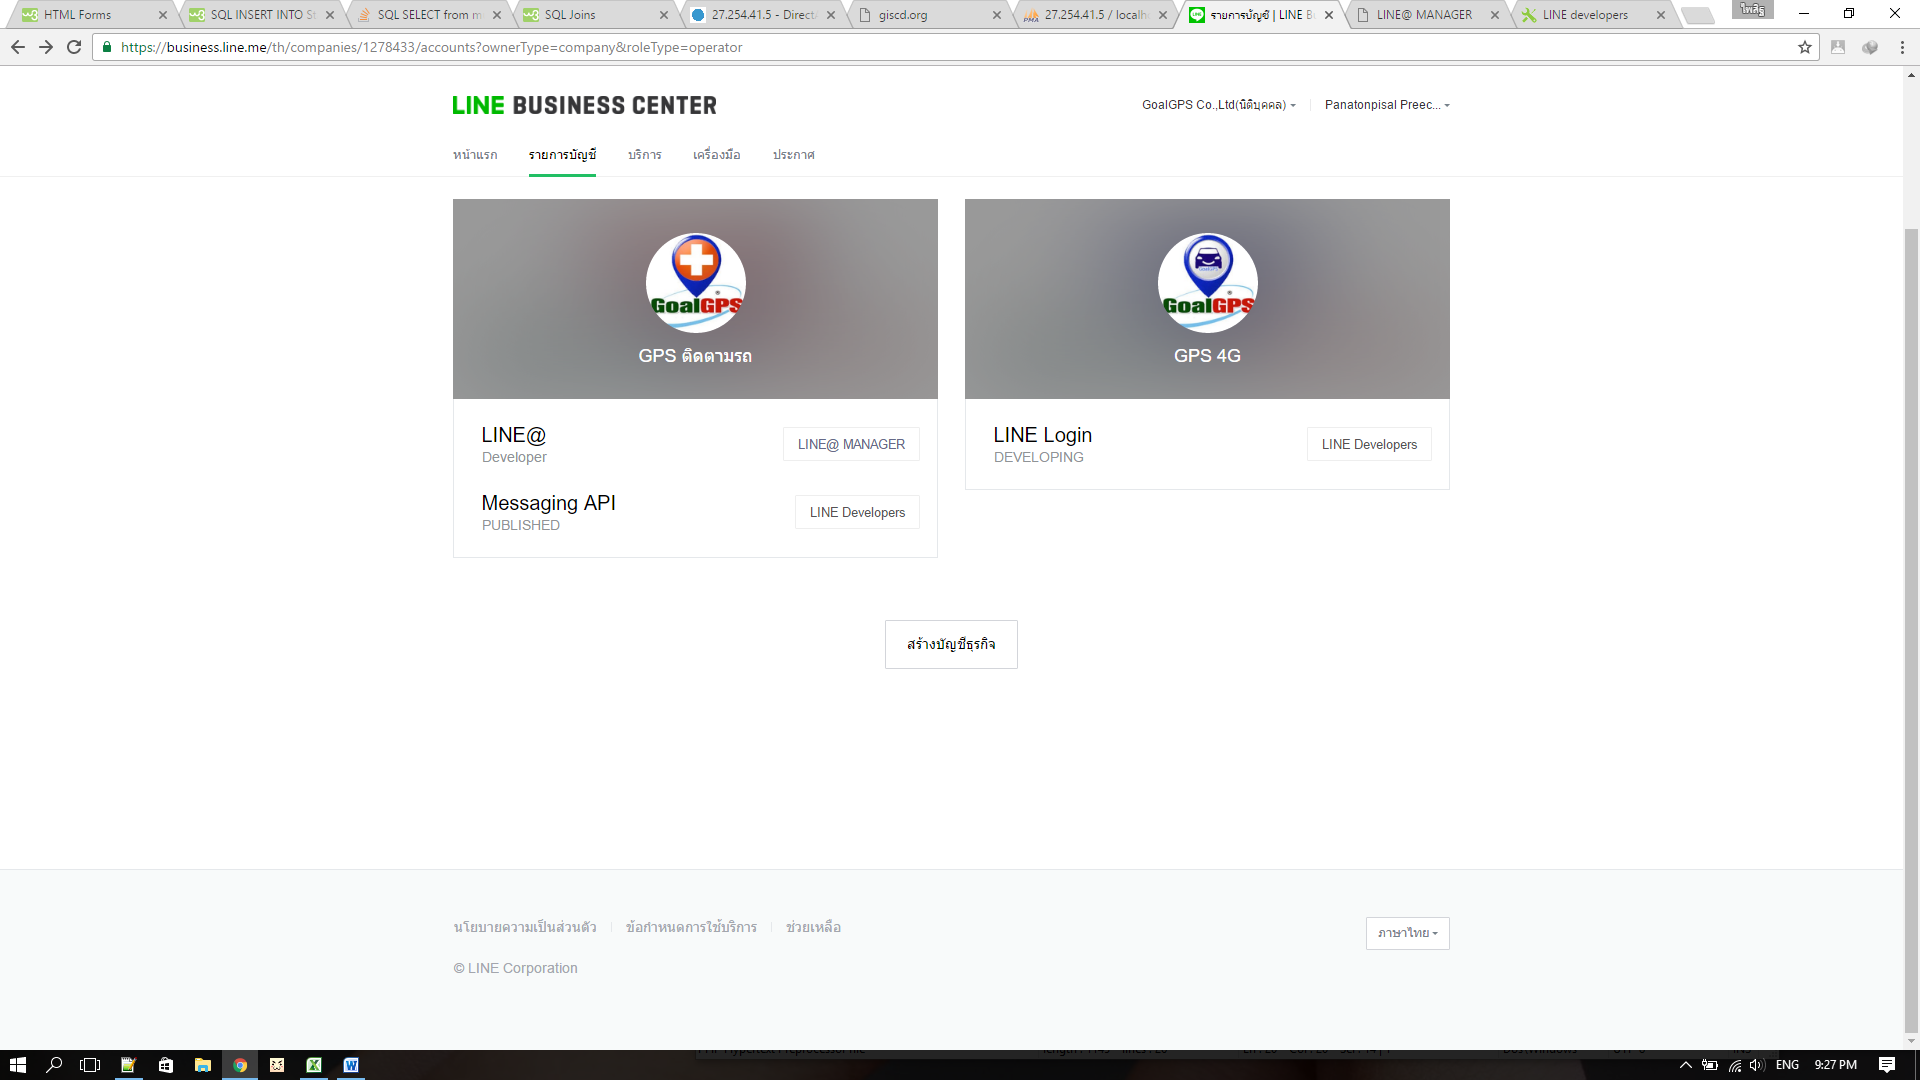 HTML Forms
SQL INSERT INTO St
SQL SELECT from m
SQL Joins
27.254.41.5 - DirectA
giscd.org
27.254.41.5 / localho
รายการบัญชี | LINE B
LINE@ MANAGER
LINE developers
ไพสิฐ
https://business.line.me/th/companies/1278433/accounts?ownerType=company&roleType=operator
LINE BUSINESS CENTER
GoalGPS Co.,Ltd(นิติบุคคล)
Panatonpisal Preec...
หน้าแรก
รายการบัญชี
บริการ
เครื่องมือ
ประกาศ
GoalGPS
GPS ติดตามรถ
GoalGPS
GPS 4G
LINE@
Developer
LINE@ MANAGER
Messaging API
PUBLISHED
LINE Developers
LINE Login
DEVELOPING
LINE Developers
สร้างบัญชีธุรกิจ
นโยบายความเป็นส่วนตัว
ข้อกำหนดการใช้บริการ
ช่วยเหลือ
ภาษาไทย
© LINE Corporation
ENG
9:27 PM